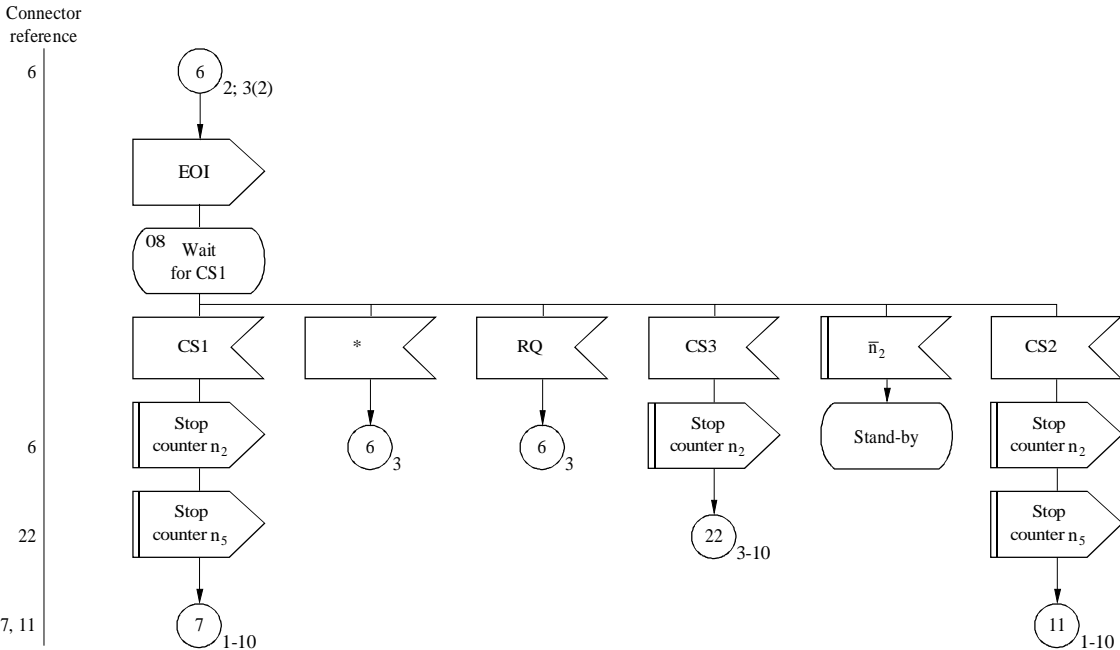 Connector
reference
6
6
2; 3(2)
EOI
08 Wait
for CS1
CS1
*
RQ
CS3
n̅₂
CS2
Stop
counter n₂
6
3
6
3
Stop
counter n₂
Stand-by
Stop
counter n₂
6
Stop
counter n₅
22
22
3-10
Stop
counter n₅
7, 11
7
1-10
11
1-10